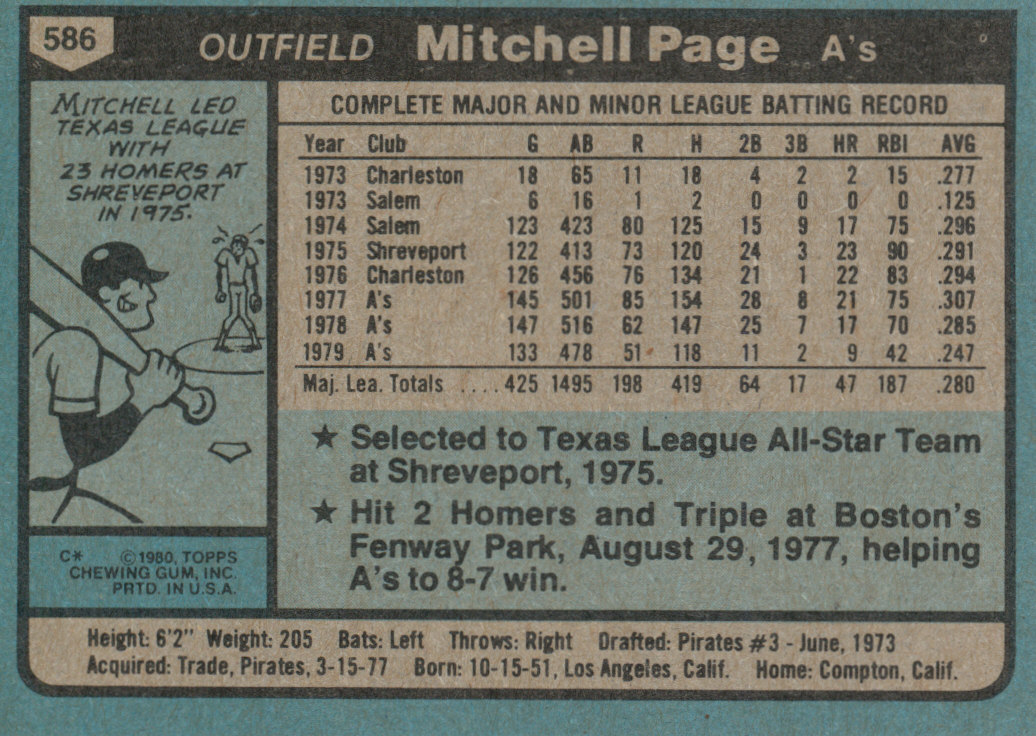 586 OUTFIELD Mitchell Page A's
MITCHELL LED
TEXAS LEAGUE
WITH
23 HOMERS AT
SHREVEPORT
IN 1975.
COMPLETE MAJOR AND MINOR LEAGUE BATTING RECORD
Year Club G AB R H 2B 3B HR RBI AVG
1973 Charleston 18 65 11 18 4 2 2 15 .277
1973 Salem 6 16 1 2 0 0 0 0 .125
1974 Salem 123 423 80 125 15 9 17 75 .296
1975 Shreveport 122 413 73 120 24 3 23 90 .291
1976 Charleston 126 456 76 134 21 1 22 83 .294
1977 A's 145 501 85 154 28 8 21 75 .307
1978 A's 147 516 62 147 25 7 17 70 .285
1979 A's 133 478 51 118 11 2 9 42 .247
Maj. Lea. Totals ....425 1495 198 419 64 17 47 187 .280
★ Selected to Texas League All-Star Team
at Shreveport, 1975.
★ Hit 2 Homers and Triple at Boston's
Fenway Park, August 29, 1977, helping
A's to 8-7 win.
C* © 1980, TOPPS
CHEWING GUM, INC.
PRTD. IN U.S.A.
Height: 6'2" Weight: 205 Bats: Left Throws: Right Drafted: Pirates #3 - June, 1973
Acquired: Trade, Pirates, 3-15-77 Born: 10-15-51, Los Angeles, Calif. Home: Compton, Calif.